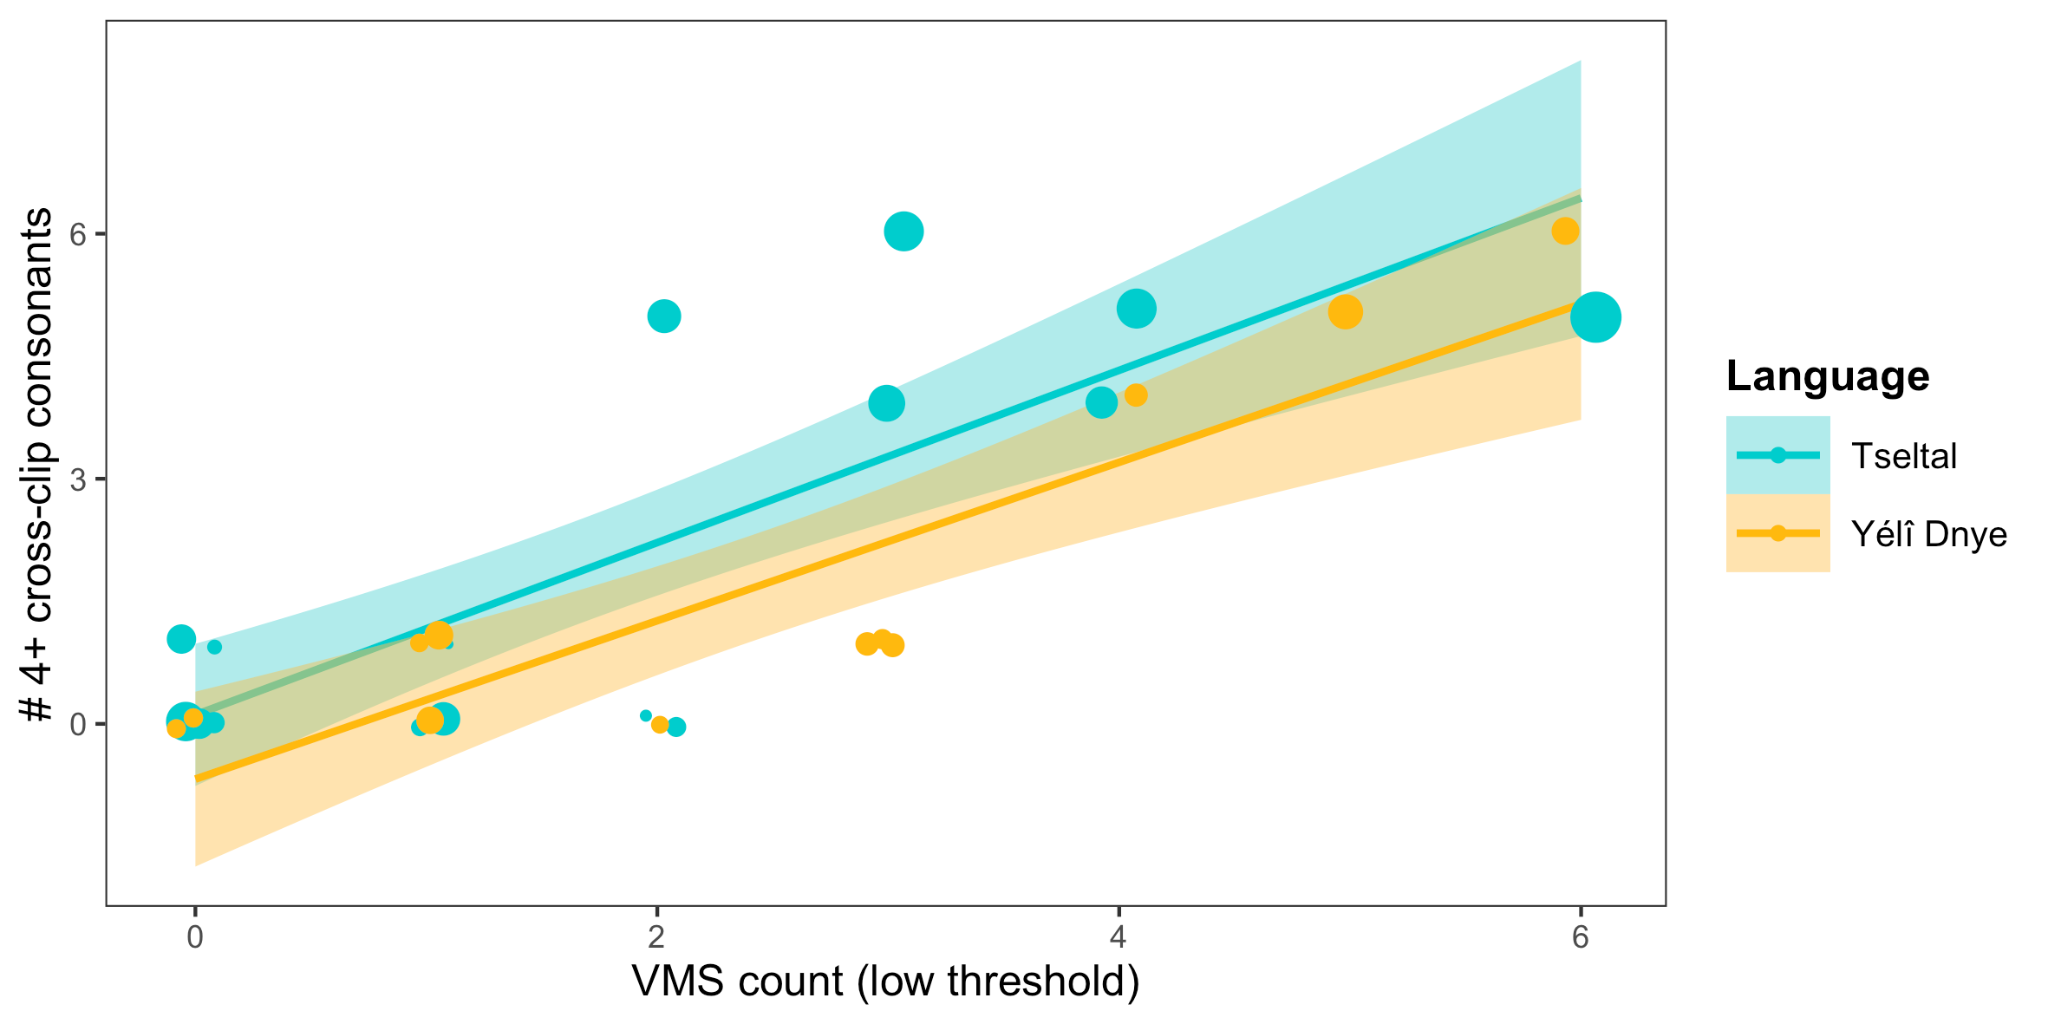 # 4+ cross-clip consonants
6
3
0
0 2 4 6
VMS count (low threshold)
Language
Tseltal
Yélî Dnye